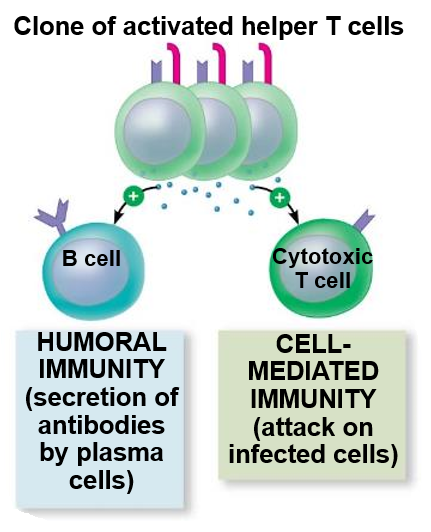 Clone of activated helper T cells
+
+
B cell
Cytotoxic
T cell
HUMORAL
IMMUNITY
(secretion of
antibodies
by plasma
cells)
CELL-
MEDIATED
IMMUNITY
(attack on
infected cells)